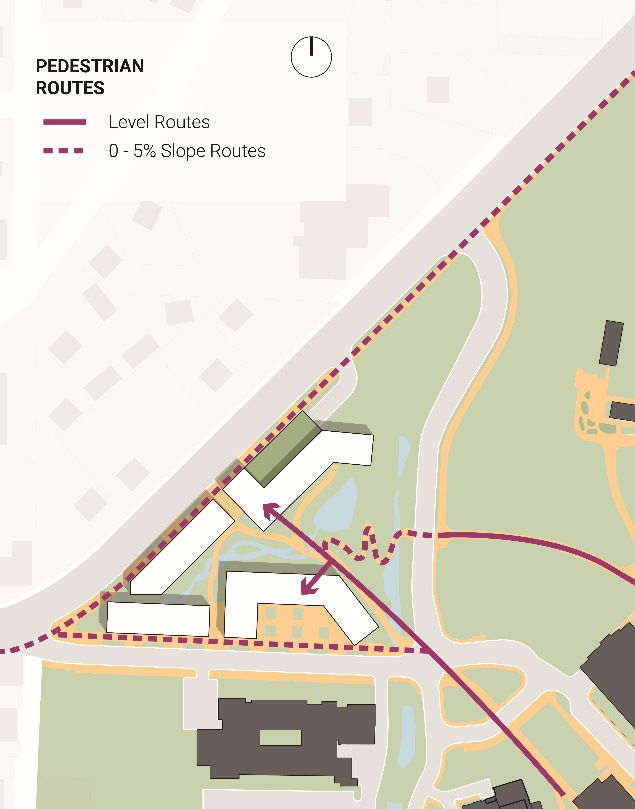 PEDESTRIAN
ROUTES
Level Routes
0 - 5% Slope Routes